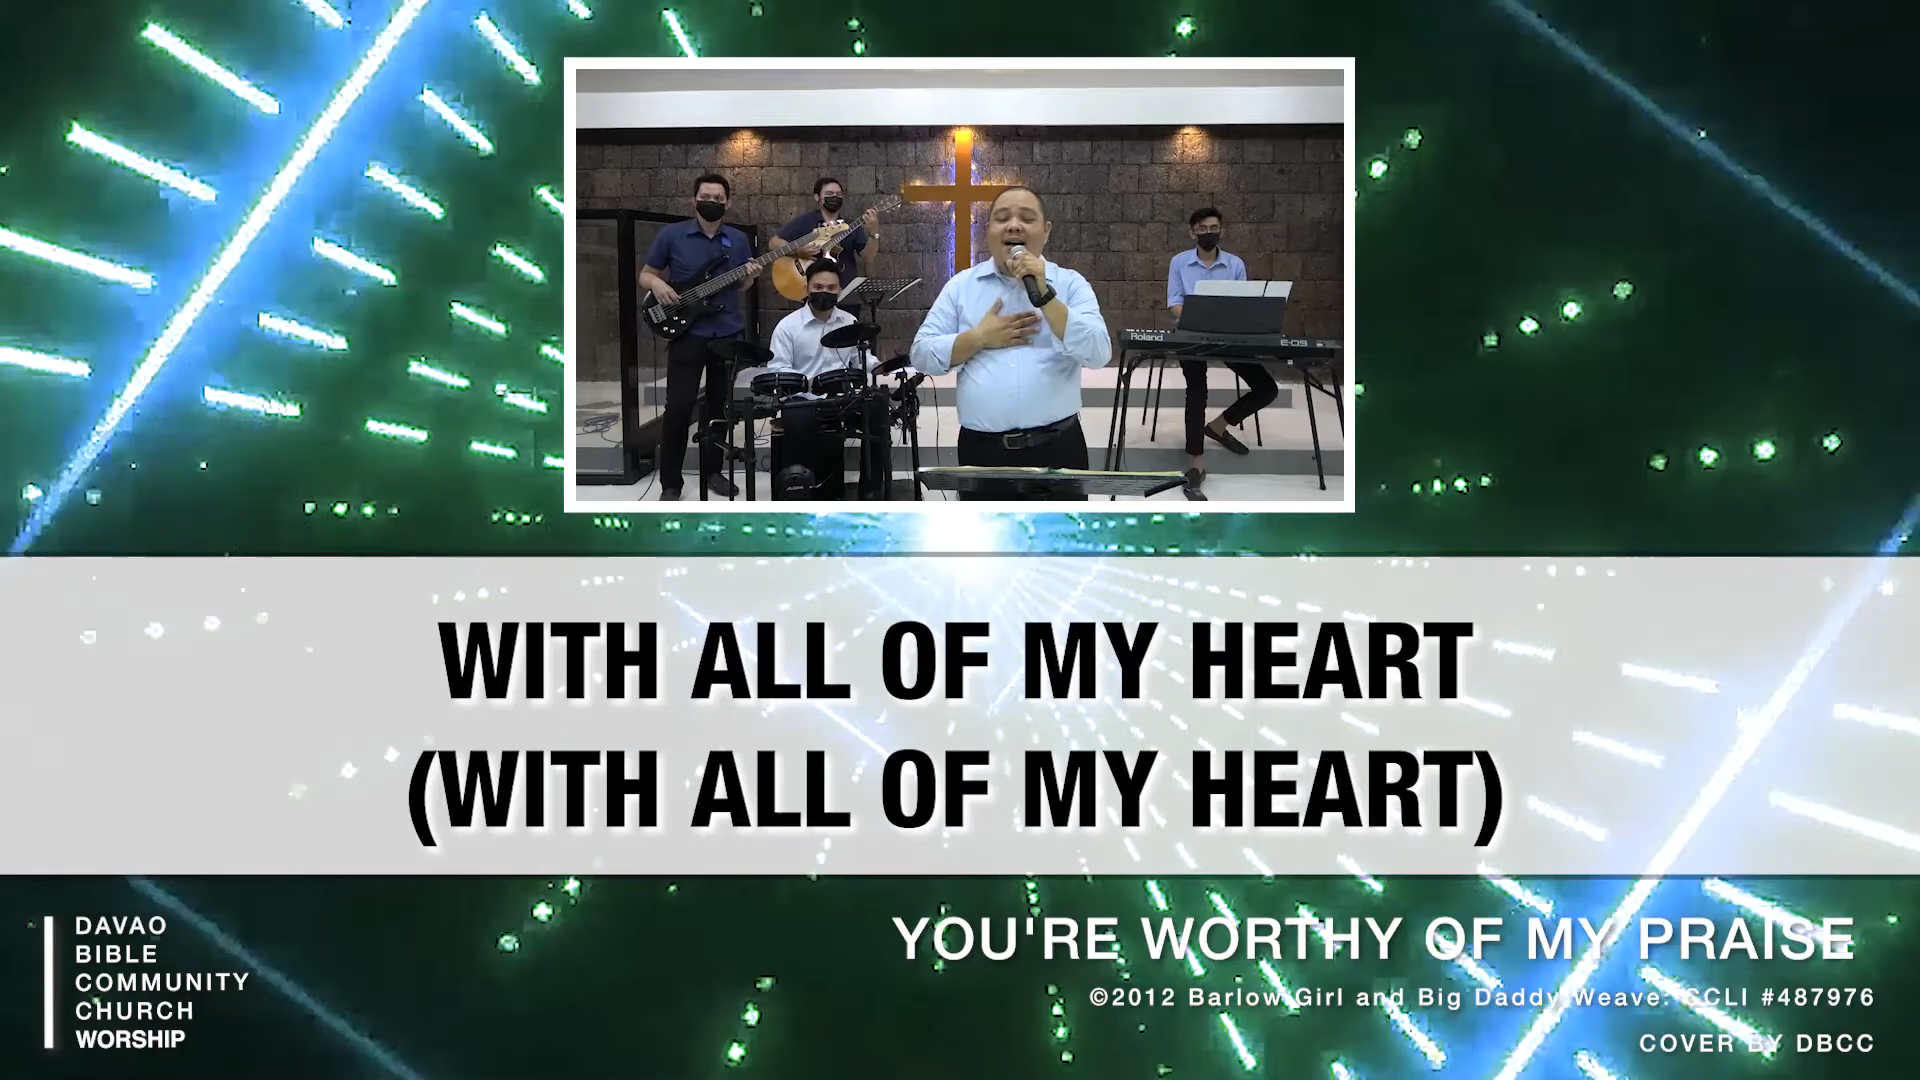 Roland
E-09
WITH ALL OF MY HEART
(WITH ALL OF MY HEART)
DAVAO
BIBLE
COMMUNITY
CHURCH
WORSHIP
YOU'RE WORTHY OF MY PRAISE
©2012 Barlow Girl and Big Daddy Weave: CCLI #487976
COVER BY DBCC